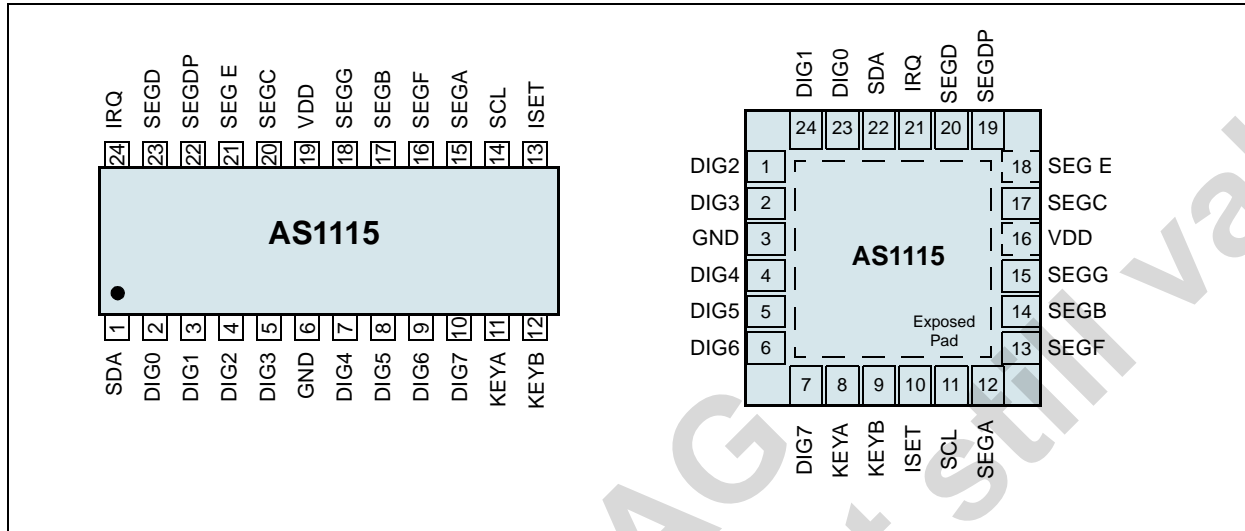 IRQ SEGD SEGDP SEG E SEGC VDD SEGG SEGB SEGF SEGA SCL ISET
24 23 22 21 20 19 18 17 16 15 14 13
AS1115
1 2 3 4 5 6 7 8 9 10 11 12
SDA DIG0 DIG1 DIG2 DIG3 GND DIG4 DIG5 DIG6 DIG7 KEYA KEYB
DIG1 DIG0 SDA IRQ SEGD SEGDP
24 23 22 21 20 19
DIG2 1 18 SEG E
DIG3 2 17 SEGC
GND 3 16 VDD
AS1115
DIG4 4 15 SEGG
DIG5 5 14 SEGB
Exposed
Pad
DIG6 6 13 SEGF
7 8 9 10 11 12
DIG7 KEYA KEYB ISET SCL SEGA
AG
still